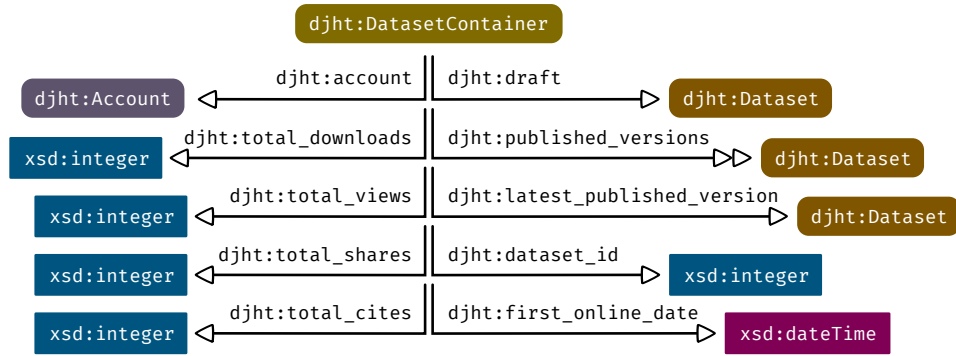 djht:DatasetContainer
djht:account djht:draft
djht:Account djht:Dataset
djht:total_downloads djht:published_versions
xsd:integer djht:Dataset
djht:total_views djht:latest_published_version
xsd:integer djht:Dataset
djht:total_shares djht:dataset_id
xsd:integer xsd:integer
djht:total_cites djht:first_online_date
xsd:integer xsd:dateTime